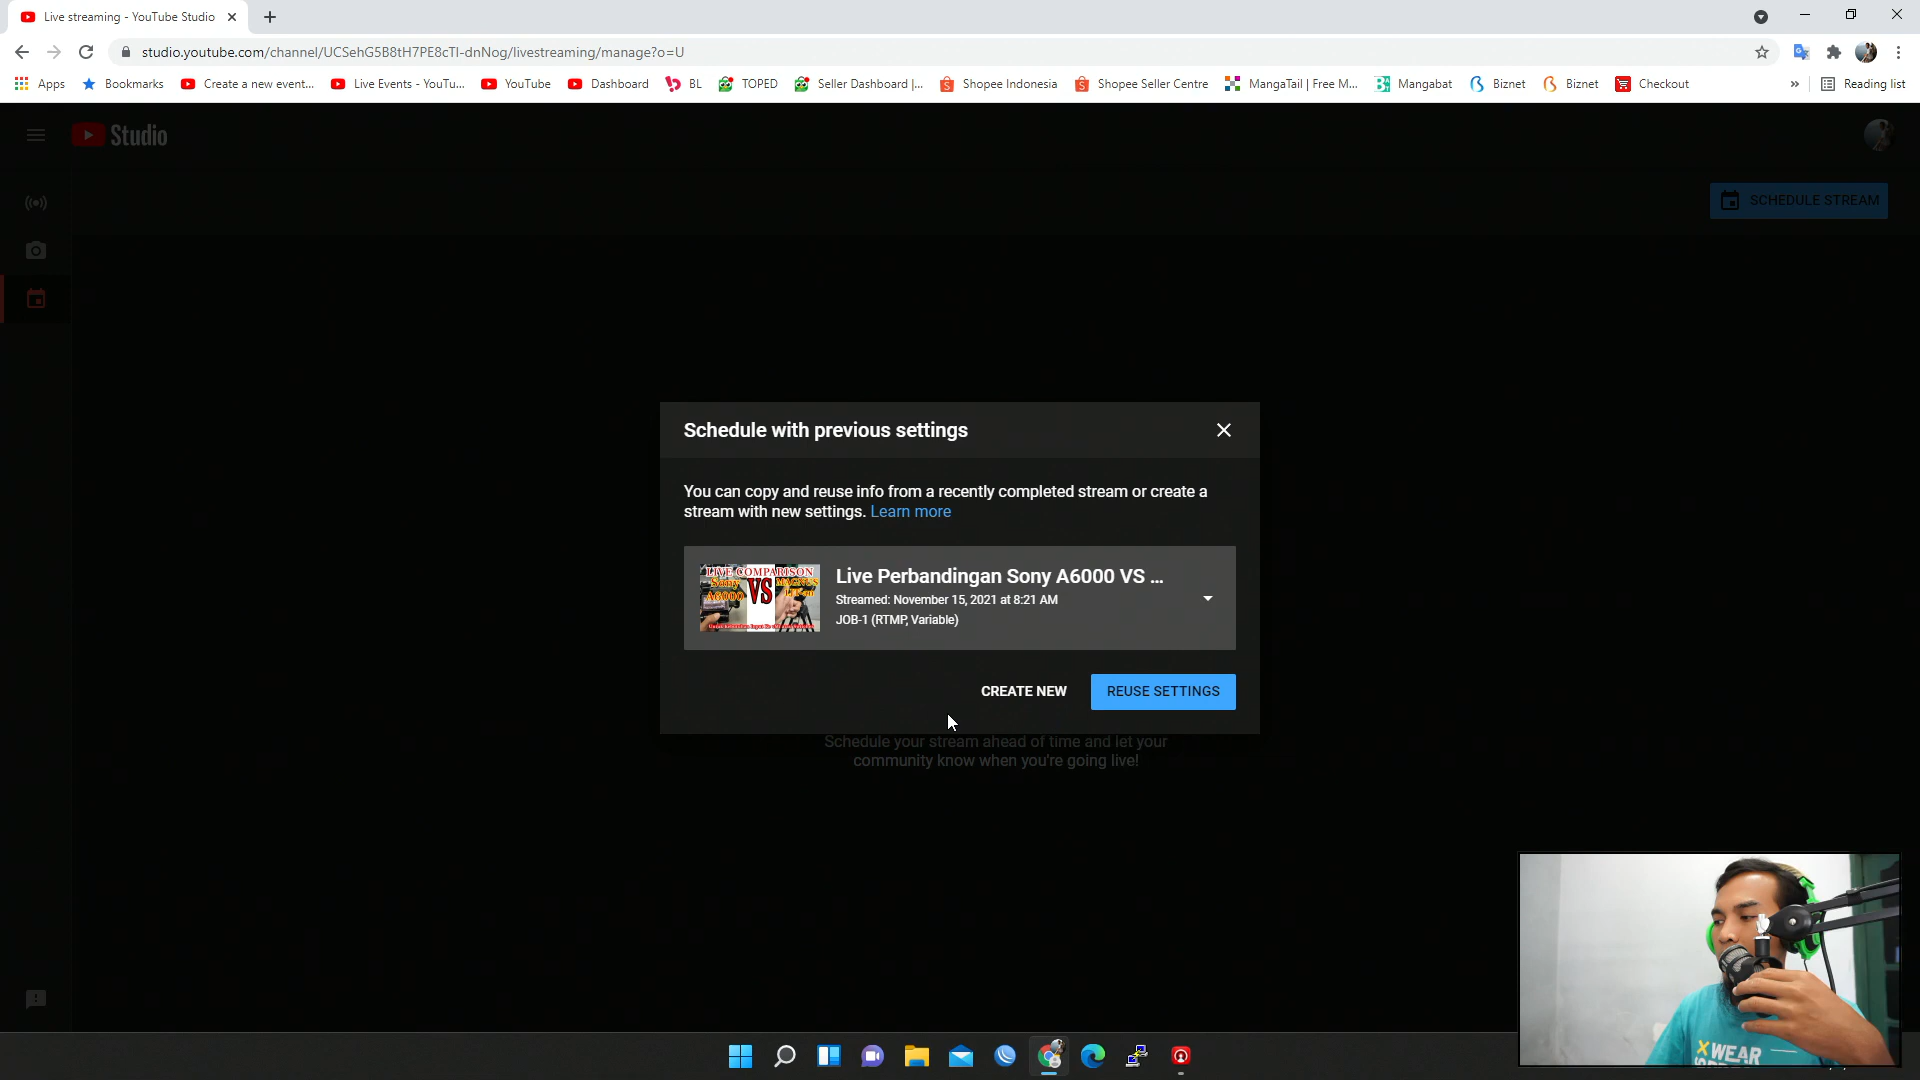 Live streaming - YouTube Studio
studio.youtube.com/channel/UCSehG5B8tH7PE8cTI-dnNog/livestreaming/manage?o=U
Apps Bookmarks Create a new event... Live Events - YouTu... YouTube Dashboard BL TOPED Seller Dashboard |... Shopee Indonesia Shopee Seller Centre MangaTail | Free M... Mangabat Biznet Biznet Checkout » Reading list
Studio
SCHEDULE STREAM
Schedule with previous settings
You can copy and reuse info from a recently completed stream or create a
stream with new settings. Learn more
LIVE COMPARISON
Sony
A6000
VS
MAGNUS
Live Perbandingan Sony A6000 VS ...
Streamed: November 15, 2021 at 8:21 AM
JOB-1 (RTMP, Variable)
CREATE NEW
REUSE SETTINGS
Schedule your stream ahead of time and let your
community know when you're going live!
XWEAR